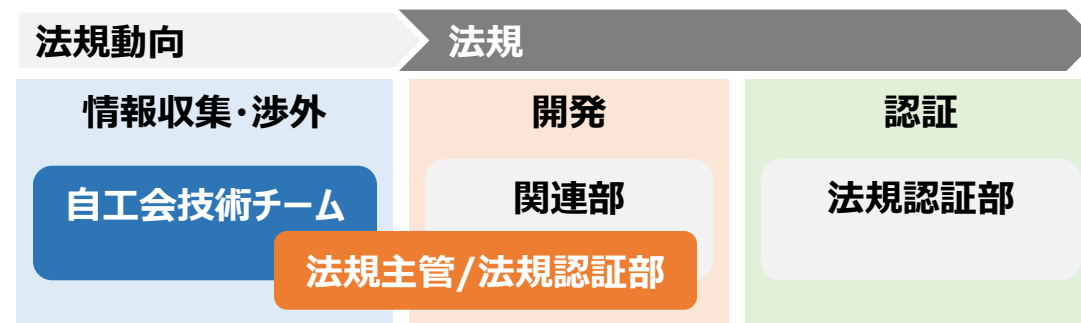 法規動向
法規
情報収集・渉外
開発
認証
自工会技術チーム
関連部
法規認証部
法規主管/法規認証部